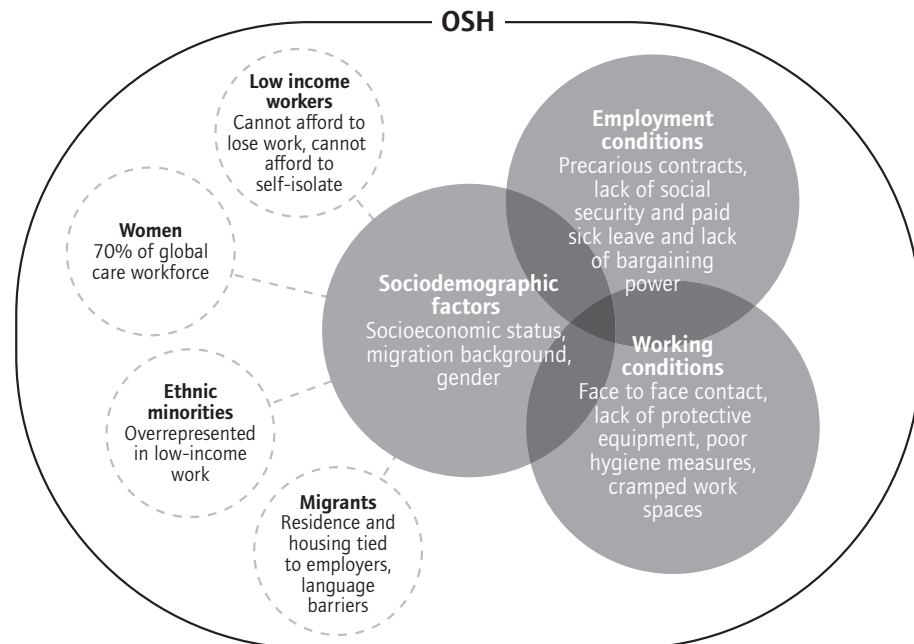 OSH
Low income
workers
Cannot afford to
lose work, cannot
afford to
self-isolate
Women
70% of global
care workforce
Ethnic
minorities
Overrepresented
in low-income
work
Migrants
Residence and
housing tied
to employers,
language
barriers
Sociodemographic
factors
Socioeconomic status,
migration background,
gender
Employment
conditions
Precarious contracts,
lack of social
security and paid
sick leave and lack
of bargaining
power
Working
conditions
Face to face contact,
lack of protective
equipment, poor
hygiene measures,
cramped work
spaces